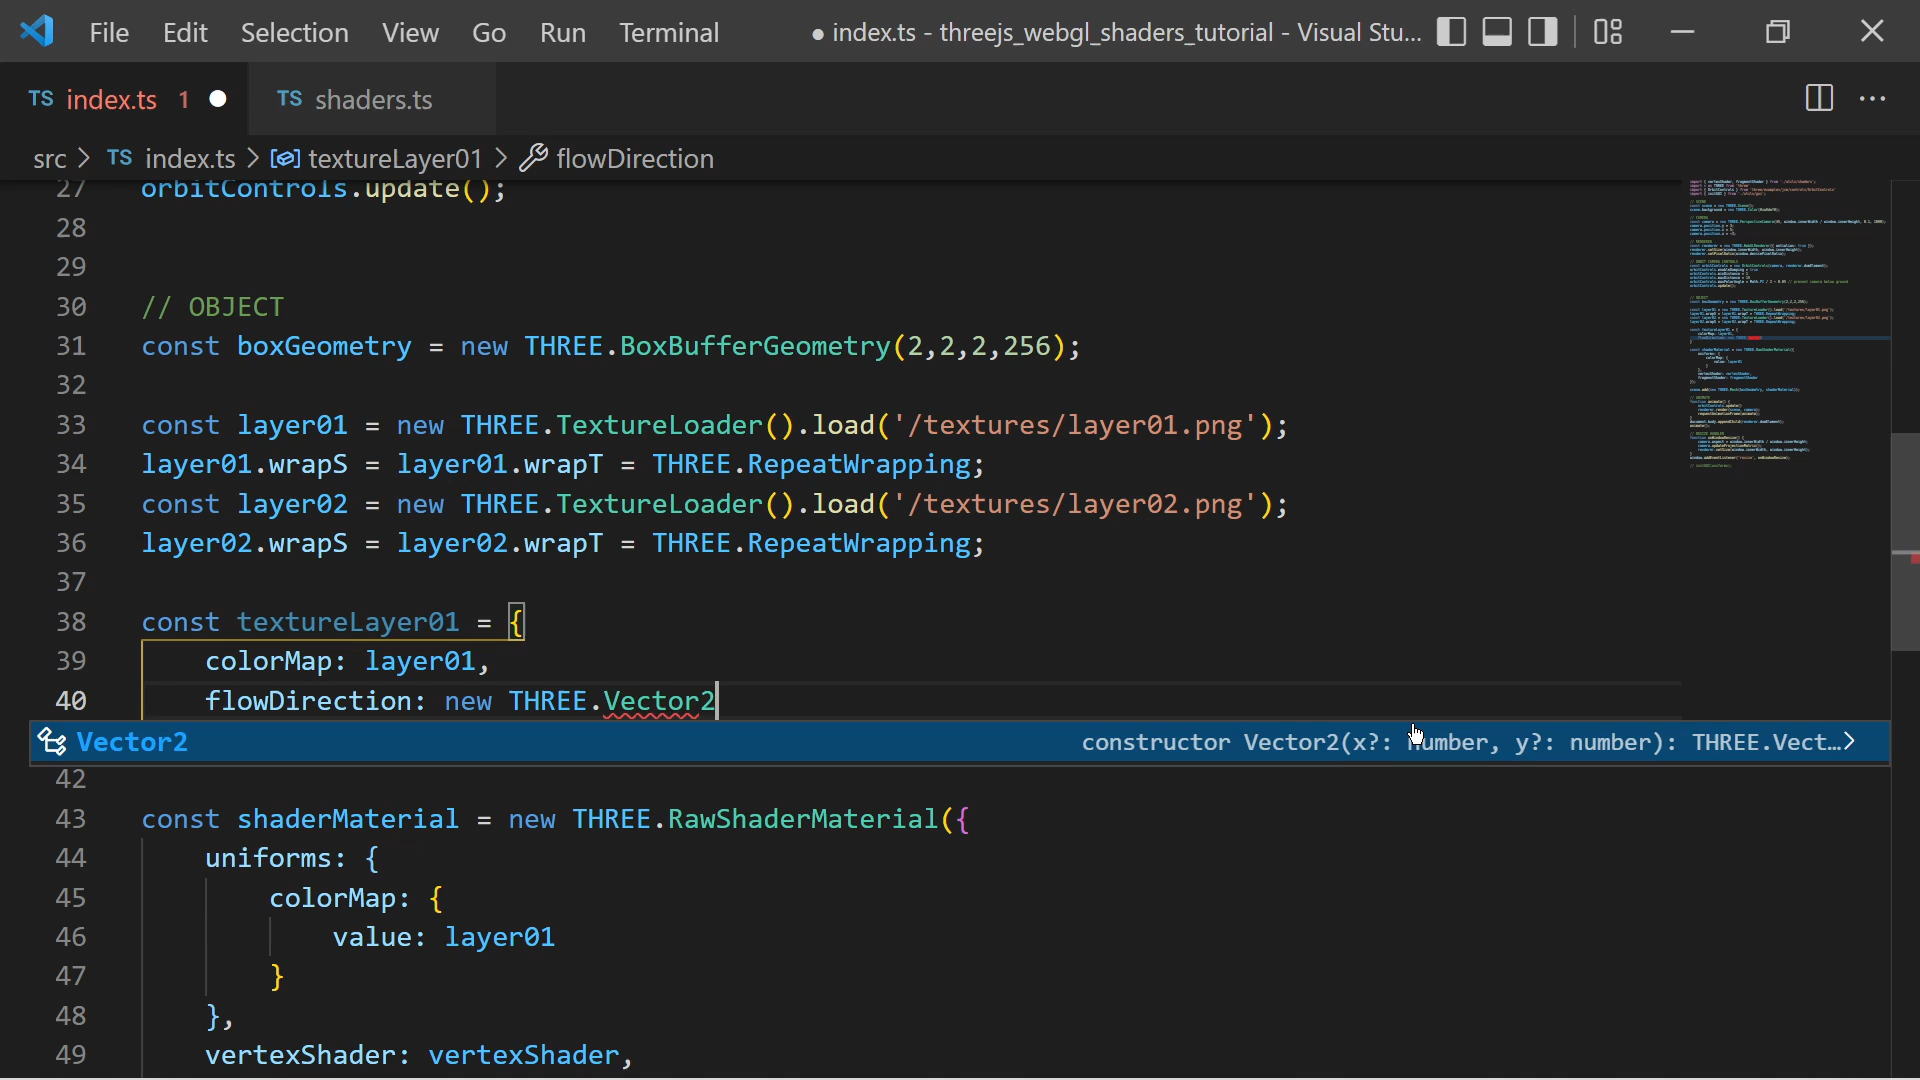 File Edit Selection View Go Run Terminal ● index.ts - threejs_webgl_shaders_tutorial - Visual Stu...
TS index.ts 1 ● TS shaders.ts ...
src > TS index.ts > textureLayer01 > flowDirection
27 orbitControls.update();
28
29
30 // OBJECT
31 const boxGeometry = new THREE.BoxBufferGeometry(2,2,2,256);
32
33 const layer01 = new THREE.TextureLoader().load('/textures/layer01.png');
34 layer01.wrapS = layer01.wrapT = THREE.RepeatWrapping;
35 const layer02 = new THREE.TextureLoader().load('/textures/layer02.png');
36 layer02.wrapS = layer02.wrapT = THREE.RepeatWrapping;
37
38 const textureLayer01 = {
39 colorMap: layer01,
40 flowDirection: new THREE.Vector2
Vector2 constructor Vector2(x?: number, y?: number): THREE.Vect...>
42
43 const shaderMaterial = new THREE.RawShaderMaterial({
44 uniforms: {
45 colorMap: {
46 value: layer01
47 }
48 },
49 vertexShader: vertexShader,